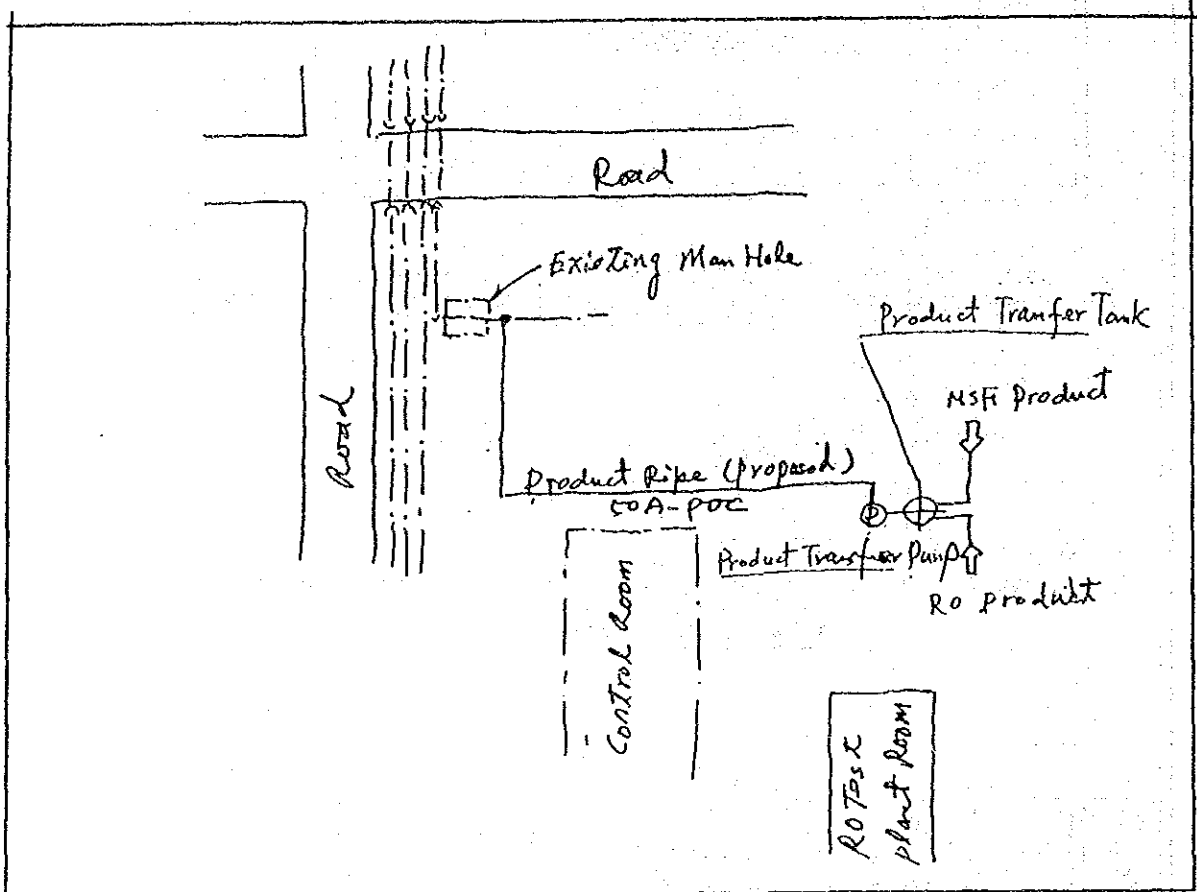 Road
Existing Man Hole
Product Tranfer Tank
MSF Product
Road
Product Pipe (proposed)
50A-
P
Product Transfer Pump
RO product
Control Room
RO Test
plant Room